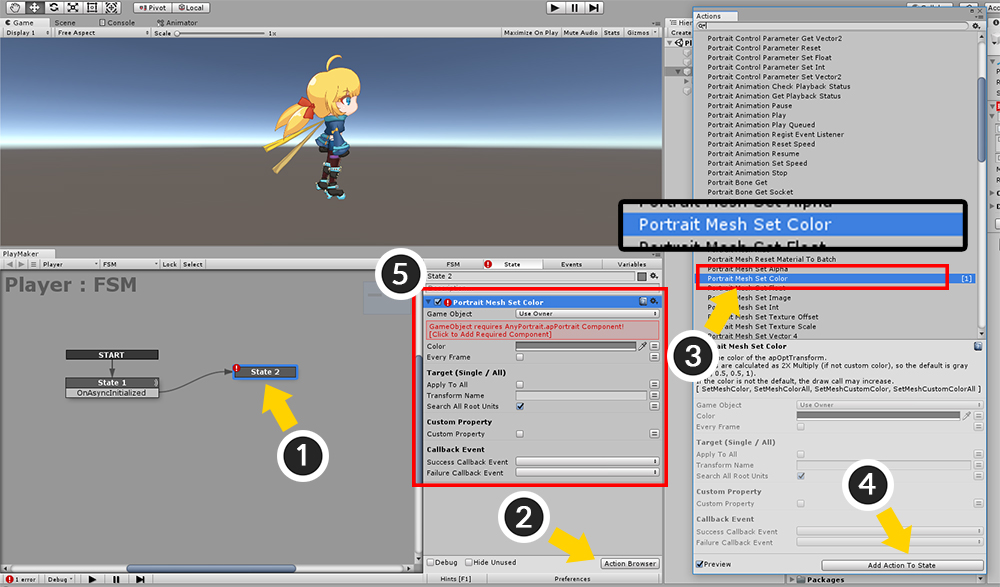 Pivot
Local
Game
Scene
Console
Animator
Display 1
Free Aspect
Scale
1x
Maximize On Play
Mute Audio
Stats
Gizmos
Create
Actions
Portrait Control Parameter Get Vector2
Portrait Control Parameter Reset
Portrait Control Parameter Set Float
Portrait Control Parameter Set Int
Portrait Control Parameter Set Vector2
Portrait Animation Check Playback Status
Portrait Animation Get Playback Status
Portrait Animation Pause
Portrait Animation Play
Portrait Animation Play Queued
Portrait Animation Regist Event Listener
Portrait Animation Reset Speed
Portrait Animation Resume
Portrait Animation Set Speed
Portrait Animation Stop
Portrait Bone Get
Portrait Bone Get Socket
Portrait Mesh Set Alpha
Portrait Mesh Set Color
Portrait Mesh Set Float
Portrait Mesh Reset Material To Batch
Portrait Mesh Set Alpha
Portrait Mesh Set Color [1]
Portrait Mesh Set Float
Portrait Mesh Set Image
Portrait Mesh Set Int
Portrait Mesh Set Texture Offset
Portrait Mesh Set Texture Scale
Portrait Mesh Set Vector 4
3
Mesh Set Color
color of the apOptTransform.
are calculated as 2X Multiply (if not custom color), so the default is gray
0.5, 0.5, 1).
If the color is not the default, the draw call may increase.
[ SetMeshColor, SetMeshColorAll, SetMeshCustomColor, SetMeshCustomColorAll ]
Game Object
Use Owner
Color
Every Frame
Target (Single / All)
Apply To All
Transform Name
Search All Root Units
Custom Property
Custom Property
Callback Event
Success Callback Event
Failure Callback Event
4
Preview
Add Action To State
Packages
PlayMaker
Player
FSM
Lock
Select
Player : FSM
START
State 1
OnAsyncInitialized
State 2
1
5
FSM
State
Events
Variables
State 2
Portrait Mesh Set Color
Game Object
Use Owner
GameObject requires AnyPortrait.apPortrait Component!
[Click to Add Required Component]
Color
Every Frame
Target (Single / All)
Apply To All
Transform Name
Search All Root Units
Custom Property
Custom Property
Callback Event
Success Callback Event
Failure Callback Event
2
Debug
Hide Unused
Action Browser
1 error
Debug
Hints [F1]
Preferences